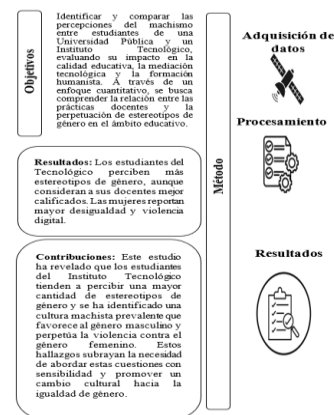 Objetivos
Identificar y comparar las
percepciones del machismo
entre estudiantes de una
Universidad Pública y un
Instituto Tecnológico,
evaluando su impacto en la
calidad educativa, la mediación
tecnológica y la formación
humanista. A través de un
enfoque cuantitativo, se busca
comprender la relación entre las
prácticas docentes y la
perpetuación de estereotipos de
género en el ámbito educativo.
Resultados: Los estudiantes del
Tecnológico perciben más
estereotipos de género, aunque
consideran a sus docentes mejor
calificados. Las mujeres reportan
mayor desigualdad y violencia
digital.
Contribuciones: Este estudio
ha revelado que los estudiantes
del Instituto Tecnológico
tienden a percibir una mayor
cantidad de estereotipos de
género y se ha identificado una
cultura machista prevalente que
favorece al género masculino y
perpetúa la violencia contra el
género femenino. Estos
hallazgos subrayan la necesidad
de abordar estas cuestiones con
sensibilidad y promover un
cambio cultural hacia la
igualdad de género.
Método
Adquisición de
datos
Procesamiento
Resultados